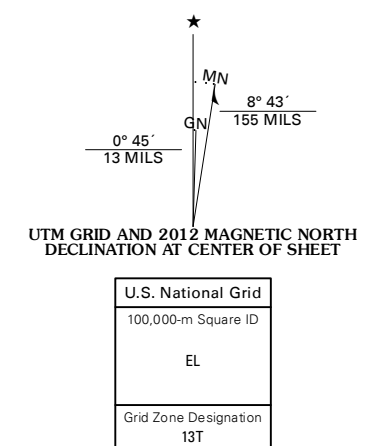 ★
MN
GN
8° 43´
155 MILS
0° 45´
13 MILS
UTM GRID AND 2012 MAGNETIC NORTH
DECLINATION AT CENTER OF SHEET
U.S. National Grid
100,000-m Square ID
EL
Grid Zone Designation
13T